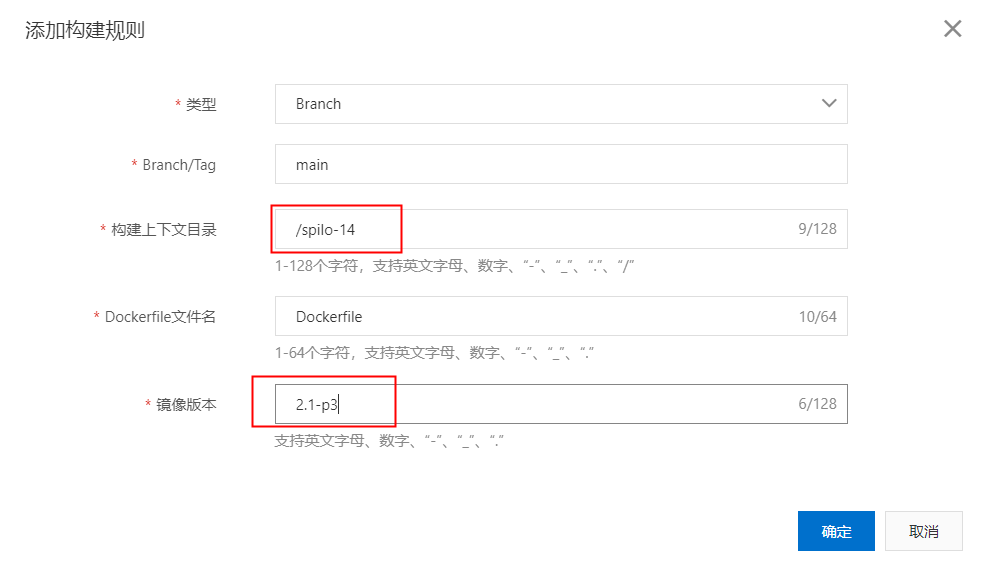 添加构建规则
* 类型 Branch
* Branch/Tag main
* 构建上下文目录 /spilo-14 9/128
1-128个字符，支持英文字母、数字、“-”、“_”、“.”、“/”
* Dockerfile文件名 Dockerfile 10/64
1-64个字符，支持英文字母、数字、“-”、“_”、“.”
* 镜像版本 2.1-p3 6/128
支持英文字母、数字、“-”、“_”、“.”
确定 取消